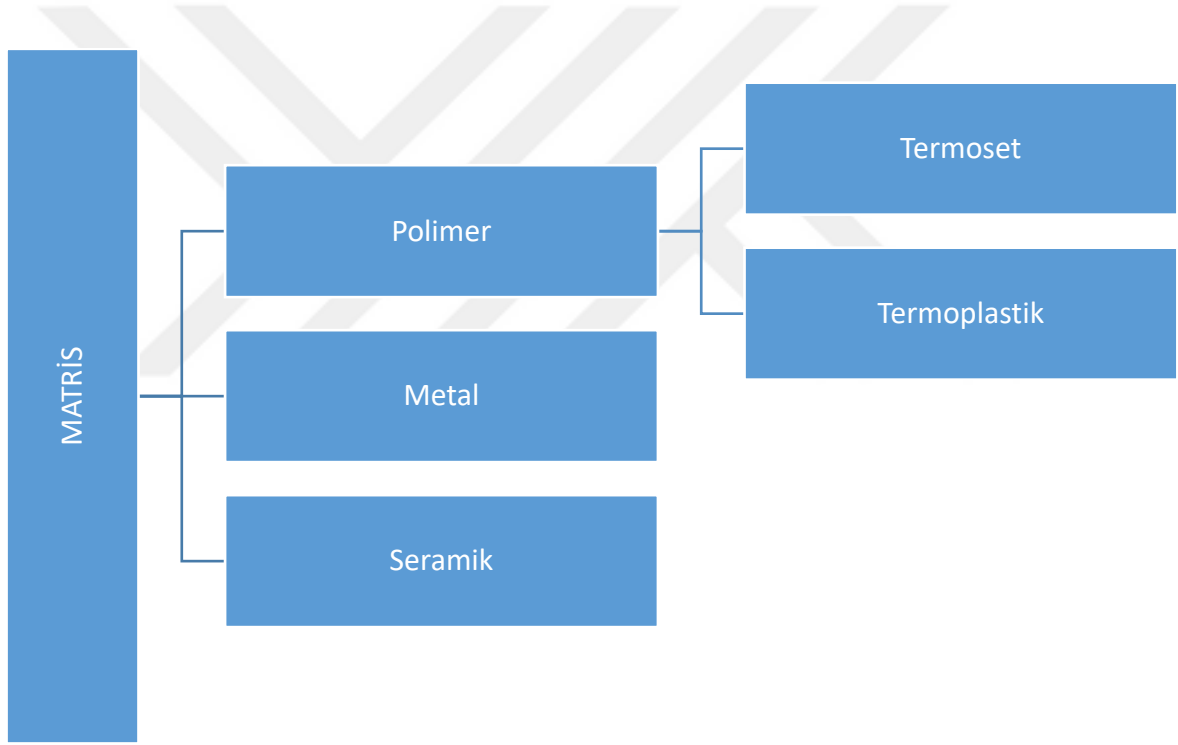 MATRİS
Polimer
Termoset
Termoplastik
Metal
Seramik